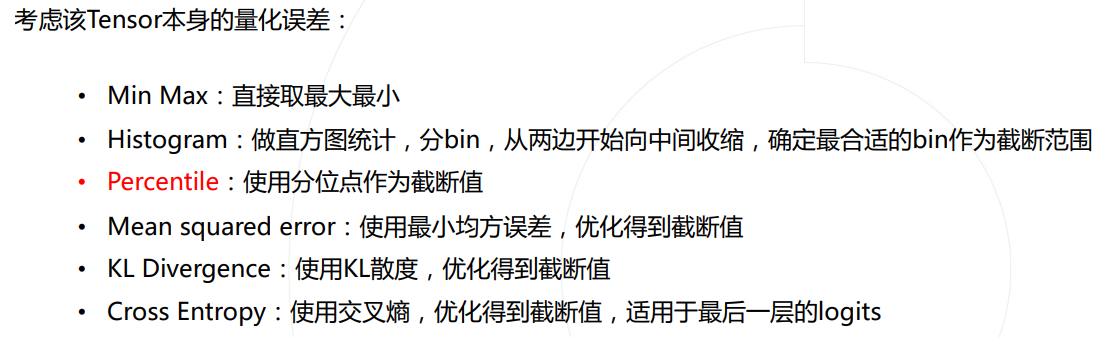 考虑该Tensor本身的量化误差：
• Min Max：直接取最大最小
• Histogram：做直方图统计，分bin，从两边开始向中间收缩，确定最合适的bin作为截断范围
• Percentile：使用分位点作为截断值
• Mean squared error：使用最小均方误差，优化得到截断值
• KL Divergence：使用KL散度，优化得到截断值
• Cross Entropy：使用交叉熵，优化得到截断值，适用于最后一层的logits